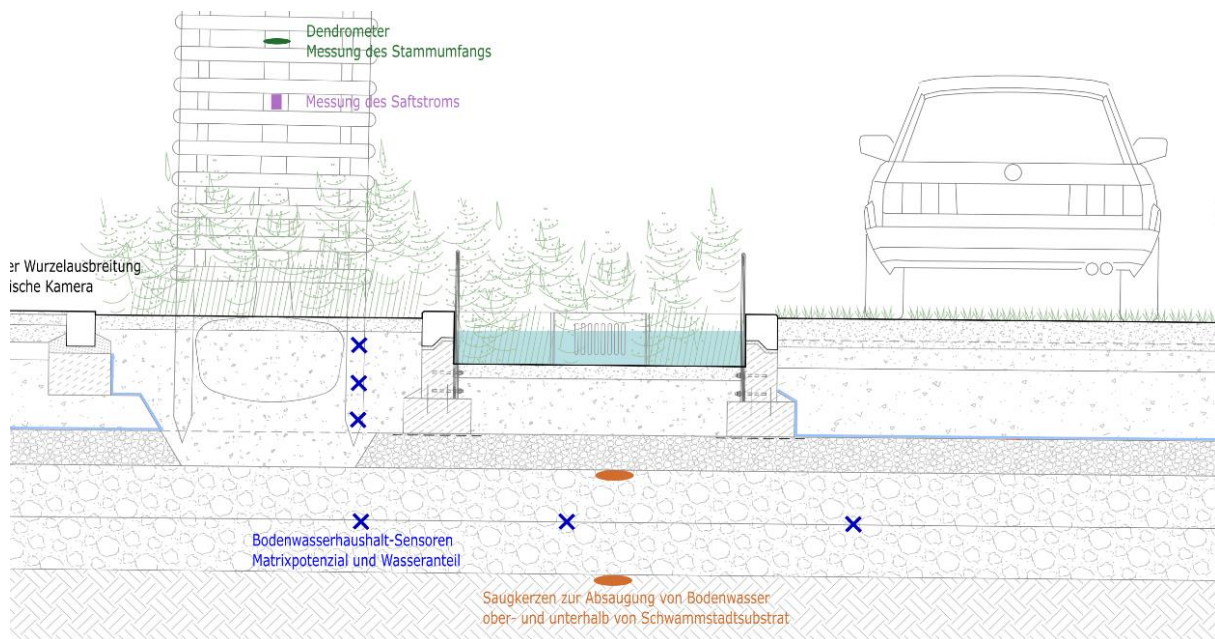 Dendrometer
Messung des Stammumfangs
Messung des Saftstroms
er Wurzelausbreitung
ische Kamera
Bodenwasserhaushalt-Sensoren
Matrixpotenzial und Wasseranteil
Saugkerzen zur Absaugung von Bodenwasser
ober- und unterhalb von Schwammstadtsubstrat